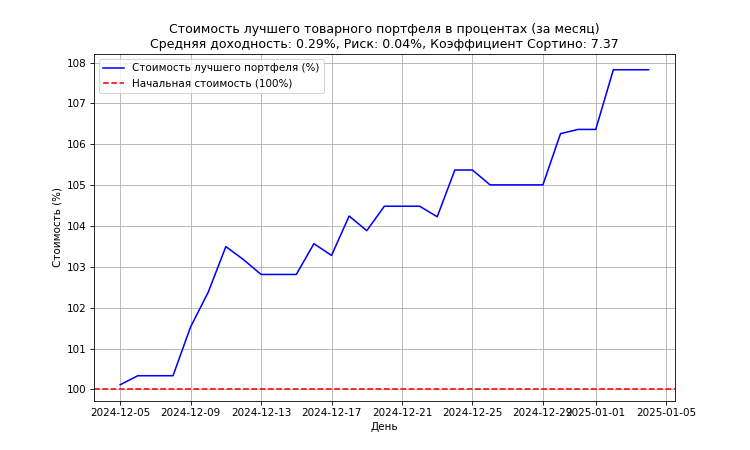 Стоимость лучшего товарного портфеля в процентах (за месяц)
Средняя доходность: 0.29%, Риск: 0.04%, Коэффициент Сортино: 7.37
Стоимость лучшего портфеля (%)
Начальная стоимость (100%)
108
107
106
105
104
103
102
101
100
Стоимость (%)
2024-12-05 2024-12-09 2024-12-13 2024-12-17 2024-12-21 2024-12-25 2024-12-29 2025-01-01 2025-01-05
День